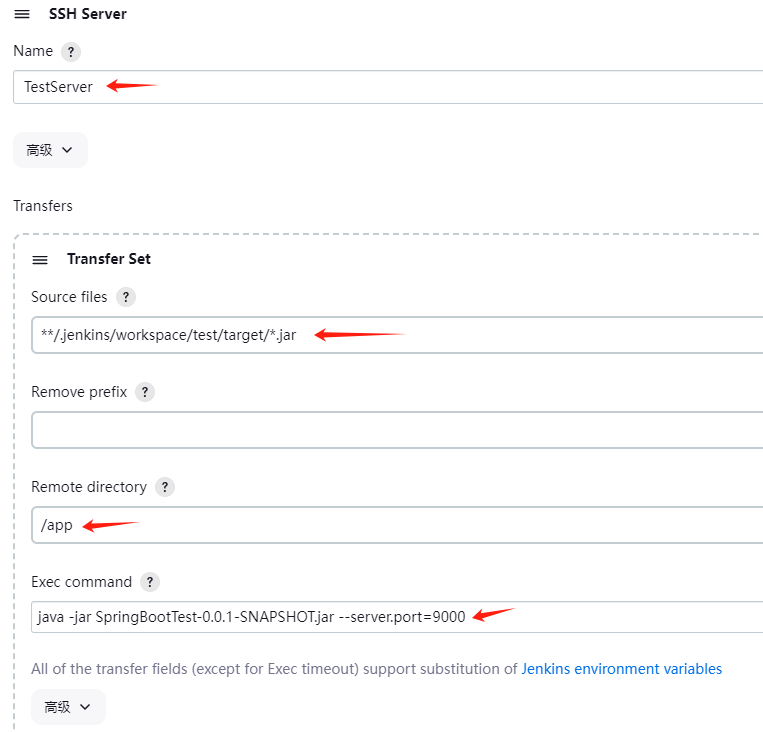 SSH Server
Name ?
TestServer
高级
Transfers
Transfer Set
Source files ?
**/.jenkins/workspace/test/target/*.jar
Remove prefix ?
Remote directory ?
/app
Exec command ?
java -jar SpringBootTest-0.0.1-SNAPSHOT.jar --server.port=9000
All of the transfer fields (except for Exec timeout) support substitution of Jenkins environment variables
高级